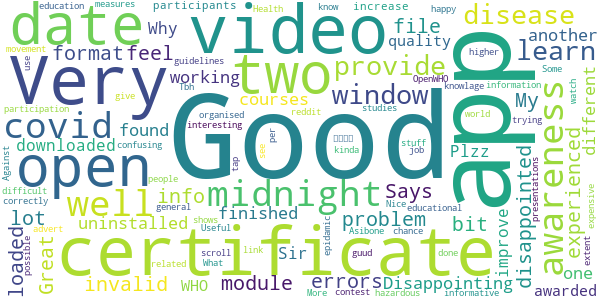 education measures participants Health increase know happy
movement date video file disease another
use Why format feel two quality provide learn higher
guidelines working window OpenWHO knowlage information
participation Very Tbh courses reddit Some watch My
give organised studies app trying different
covid found interesting per Good kinda stuff world
Against downloaded confusing tap job Plzz awareness
open see experienced
difficult correctly well info midnight Says disappointed presentations
people lot uninstalled finished problem bit improve expensive
general shows Sir Nice educational
loaded Great certificate one
Useful epidemic Asibone chance extent
possible advert scroll link errors Disappointing done
related invalid WHO module guud awarded
What More contest hazardous informative